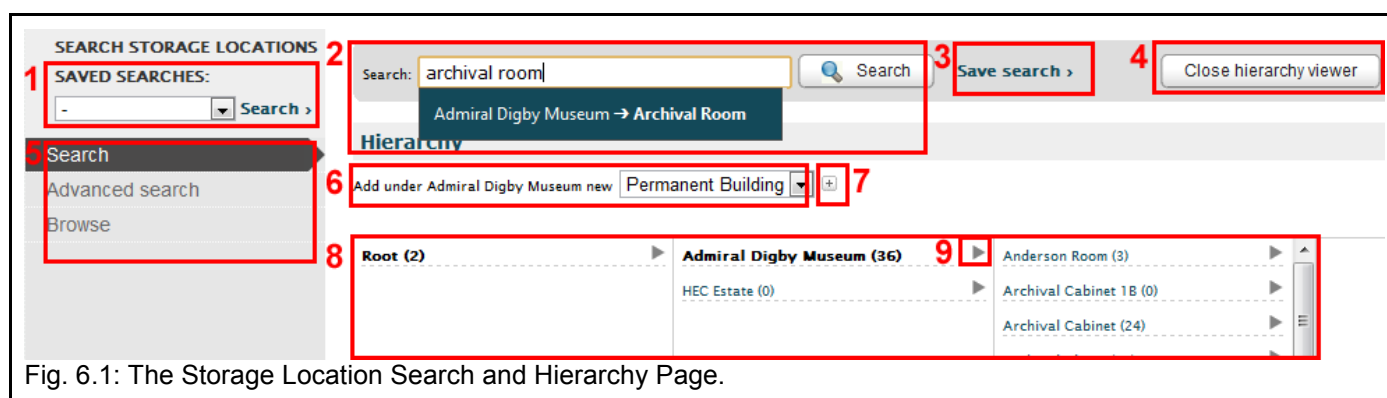 SEARCH STORAGE LOCATIONS
1 SAVED SEARCHES:
- Search ›
2 Search: archival room Search
Admiral Digby Museum → Archival Room
3 Save search ›
4 Close hierarchy viewer
5 Search
Advanced search
Browse
Hierarchy
6 Add under Admiral Digby Museum new Permanent Building + 7
8 Root (2) Admiral Digby Museum (36) 9 Anderson Room (3)
HEC Estate (0) Archival Cabinet 1B (0)
Archival Cabinet (24)
Fig. 6.1: The Storage Location Search and Hierarchy Page.